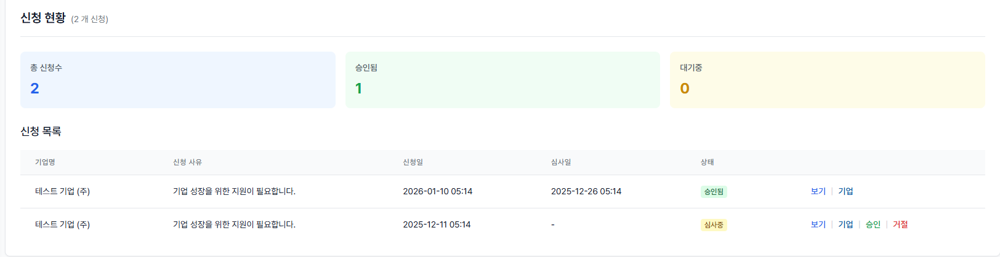 신청 현황 (2 개 신청)
총 신청수
2
승인됨
1
대기중
0
신청 목록
기업명 신청 사유 신청일 심사일 상태
테스트 기업 (주) 기업 성장을 위한 지원이 필요합니다. 2026-01-10 05:14 2025-12-26 05:14 승인됨 보기 | 기업
테스트 기업 (주) 기업 성장을 위한 지원이 필요합니다. 2025-12-11 05:14 - 심사중 보기 | 기업 | 승인 | 거절